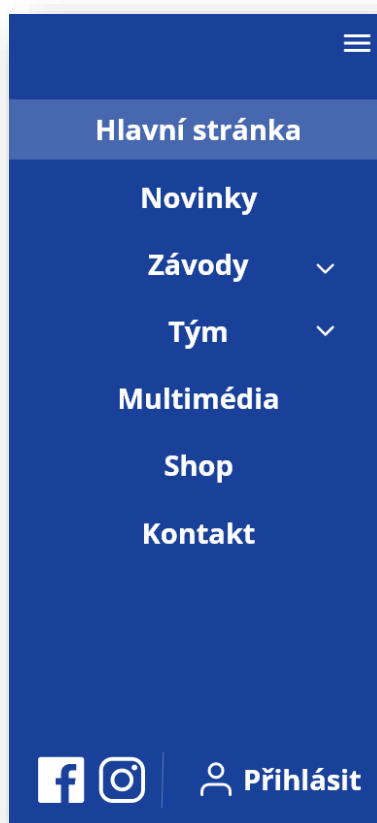 Hlavní stránka
Novinky
Závody
Tým
Multimédia
Shop
Kontakt
Přihlásit